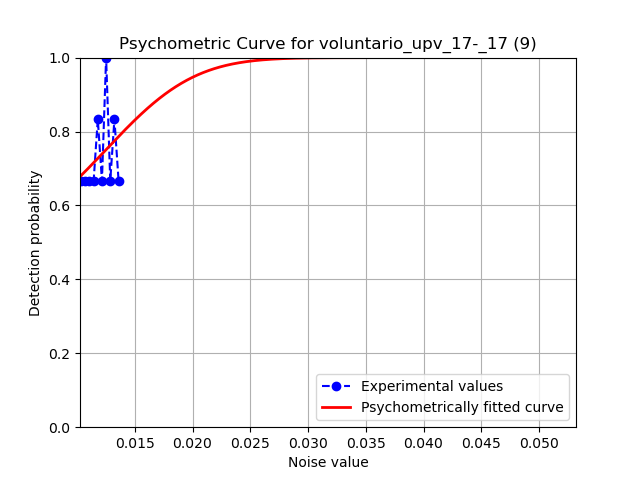 Psychometric Curve for voluntario_upv_17-_17 (9)
1.0
0.8
0.6
0.4
0.2
0.0
Detection probability
0.015 0.020 0.025 0.030 0.035 0.040 0.045 0.050
Noise value
Experimental values
Psychometrically fitted curve